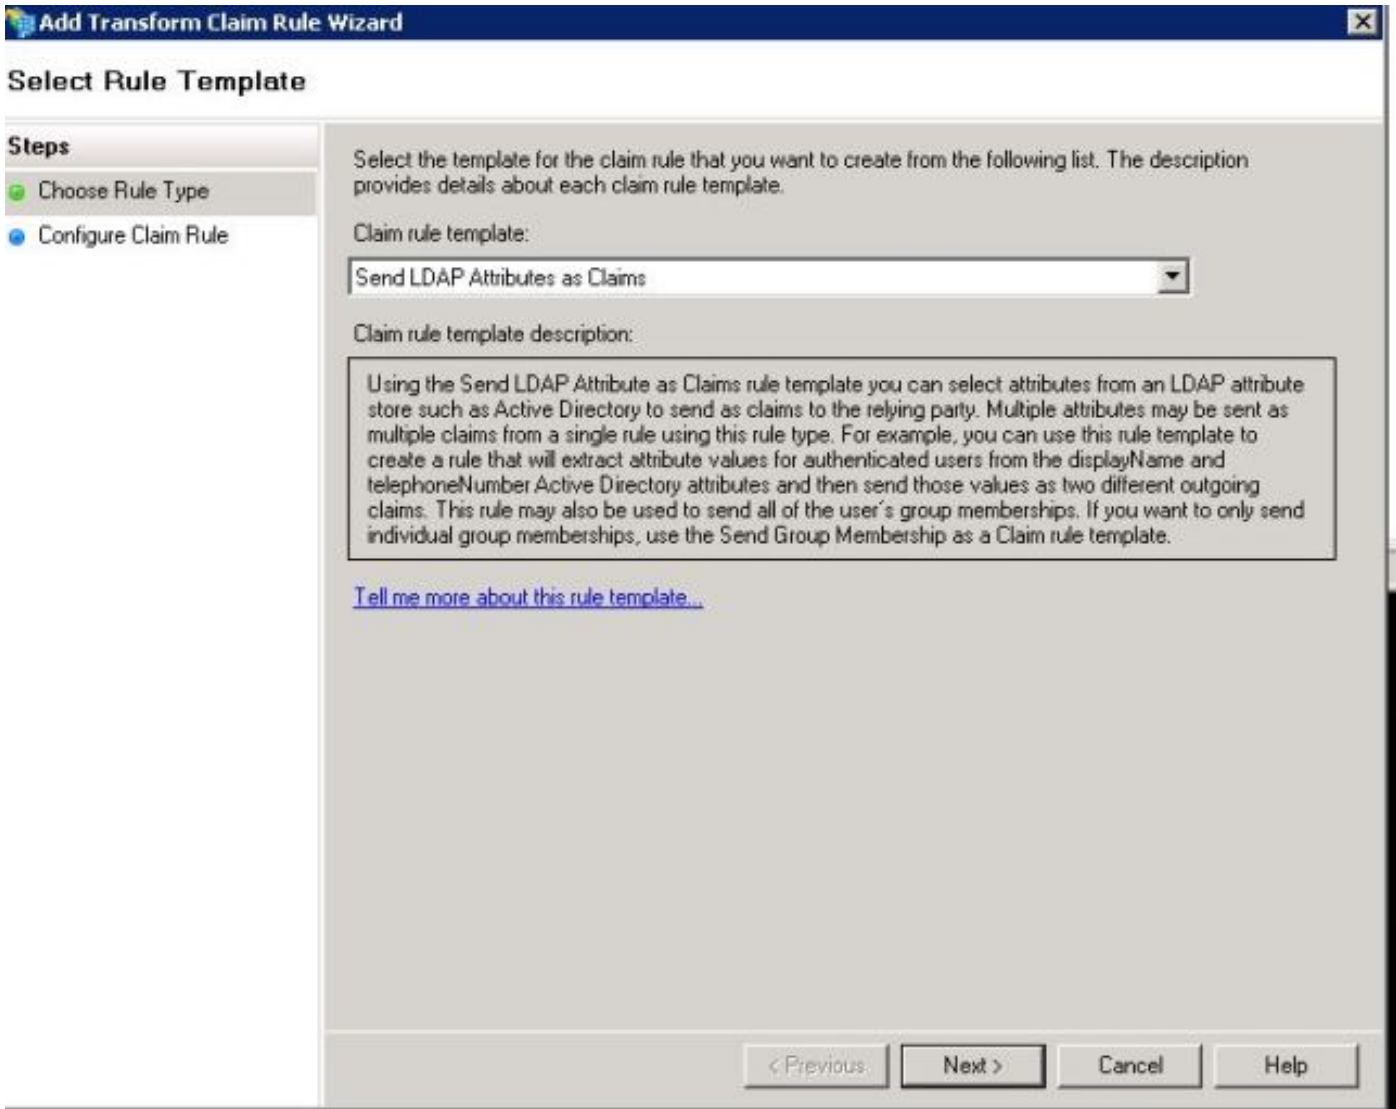 Add Transform Claim Rule Wizard
Select Rule Template
Steps
Choose Rule Type
Configure Claim Rule
Select the template for the claim rule that you want to create from the following list. The description
provides details about each claim rule template.
Claim rule template:
Send LDAP Attributes as Claims
Claim rule template description:
Using the Send LDAP Attribute as Claims rule template you can select attributes from an LDAP attribute
store such as Active Directory to send as claims to the relying party. Multiple attributes may be sent as
multiple claims from a single rule using this rule type. For example, you can use this rule template to
create a rule that will extract attribute values for authenticated users from the displayName and
telephoneNumber Active Directory attributes and then send those values as two different outgoing
claims. This rule may also be used to send all of the user's group memberships. If you want to only send
individual group memberships, use the Send Group Membership as a Claim rule template.
Tell me more about this rule template...
< Previous
Next >
Cancel
Help